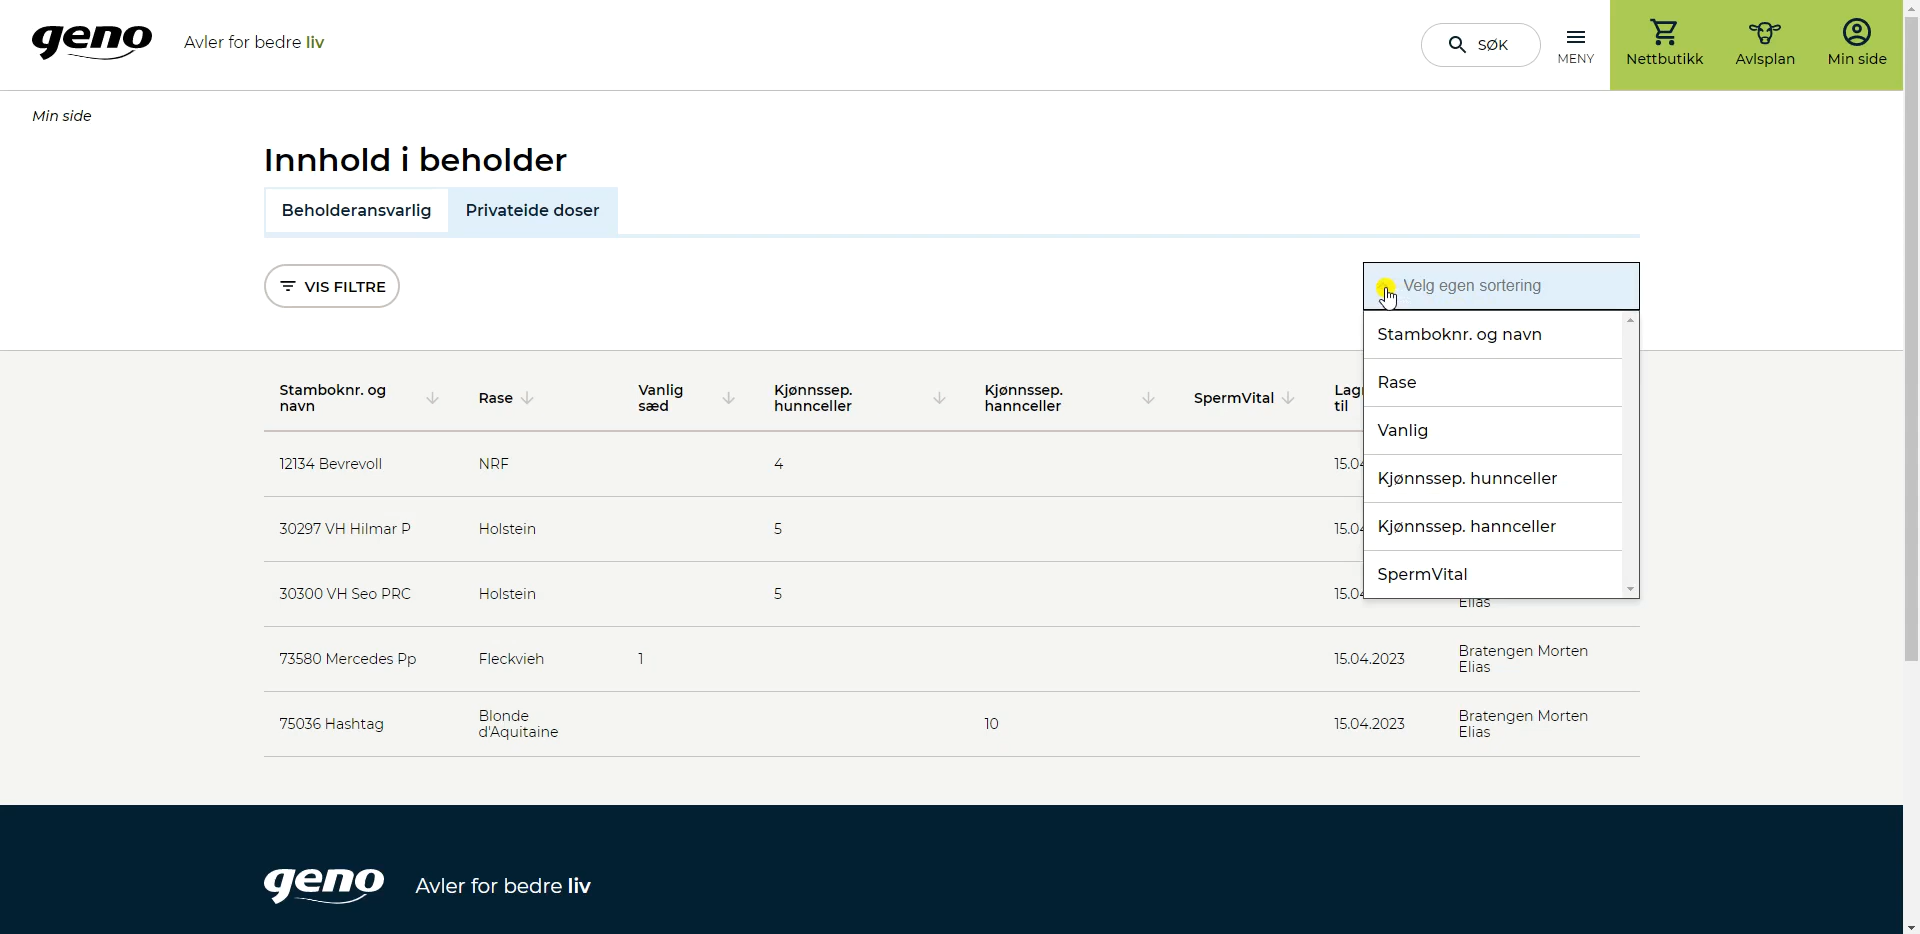 geno Avler for bedre liv
SØK
MENY
Nettbutikk
Avlsplan
Min side
Min side
Innhold i beholder
Beholderansvarlig
Privateide doser
VIS FILTRE
Velg egen sortering
Stamboknr. og navn
Rase
Vanlig
Kjønnssep. hunnceller
Kjønnssep. hannceller
SpermVital
Stamboknr. og
navn
Rase
Vanlig
sæd
Kjønnssep.
hunnceller
Kjønnssep.
hannceller
SpermVital
til
12134 Bevrevoll NRF 4
30297 VH Hilmar P Holstein 5
30300 VH Seo PRC Holstein 5
Elias
73580 Mercedes Pp Fleckvieh 1 15.04.2023 Bratengen Morten
Elias
75036 Hashtag Blonde
d'Aquitaine 10 15.04.2023 Bratengen Morten
Elias
geno Avler for bedre liv